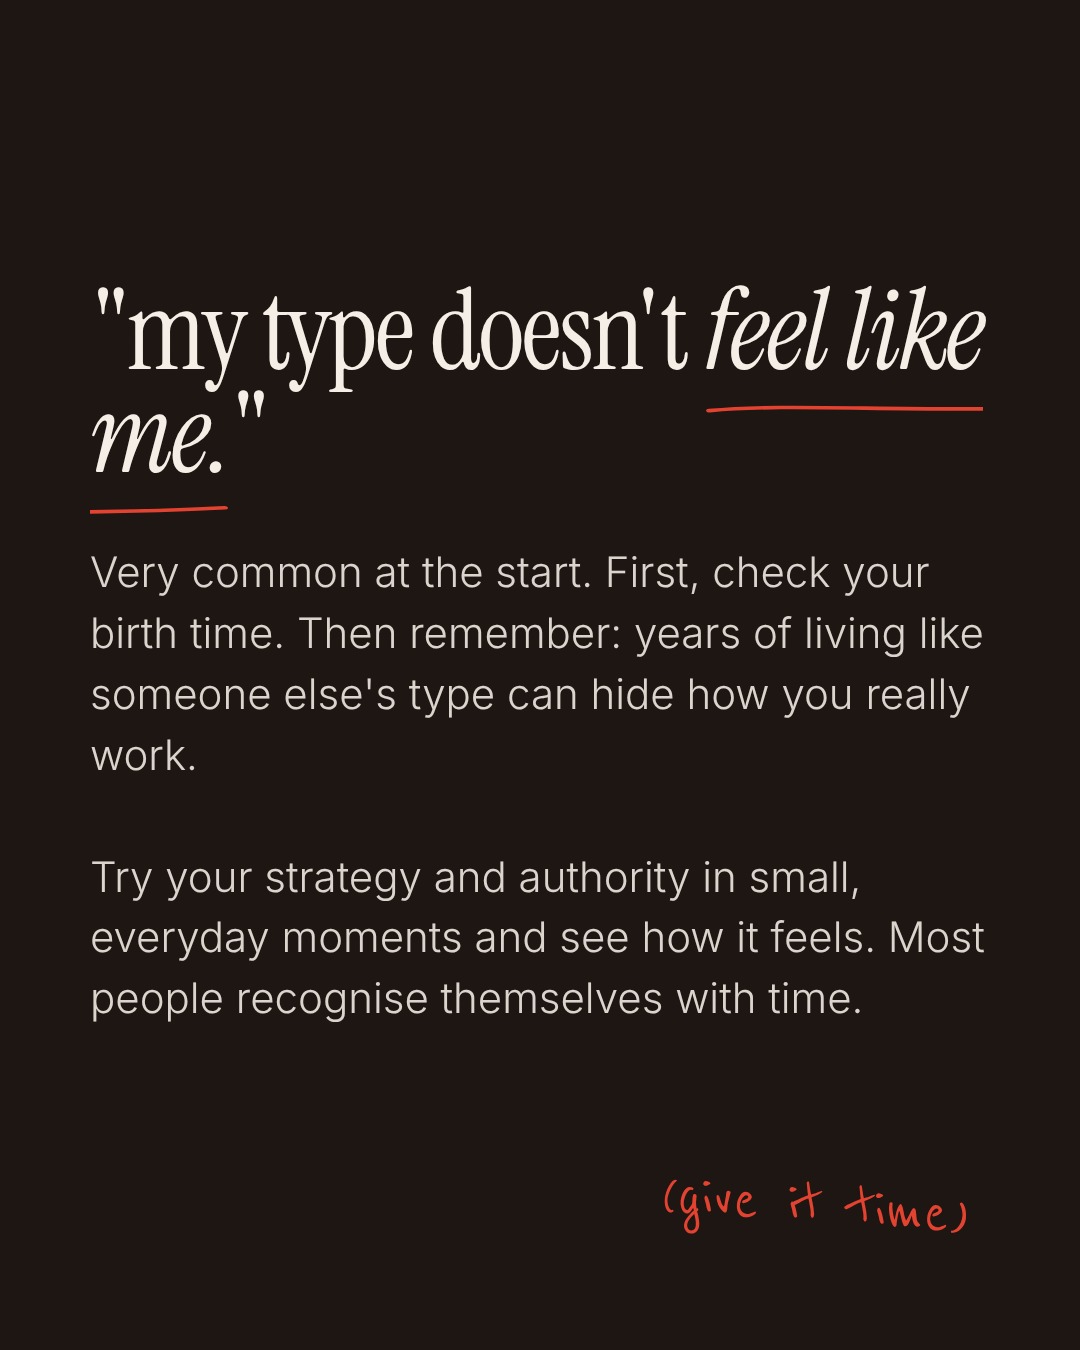 "my type doesn't feel like
me."
Very common at the start. First, check your
birth time. Then remember: years of living like
someone else's type can hide how you really
work.
Try your strategy and authority in small,
everyday moments and see how it feels. Most
people recognise themselves with time.
(give it time)